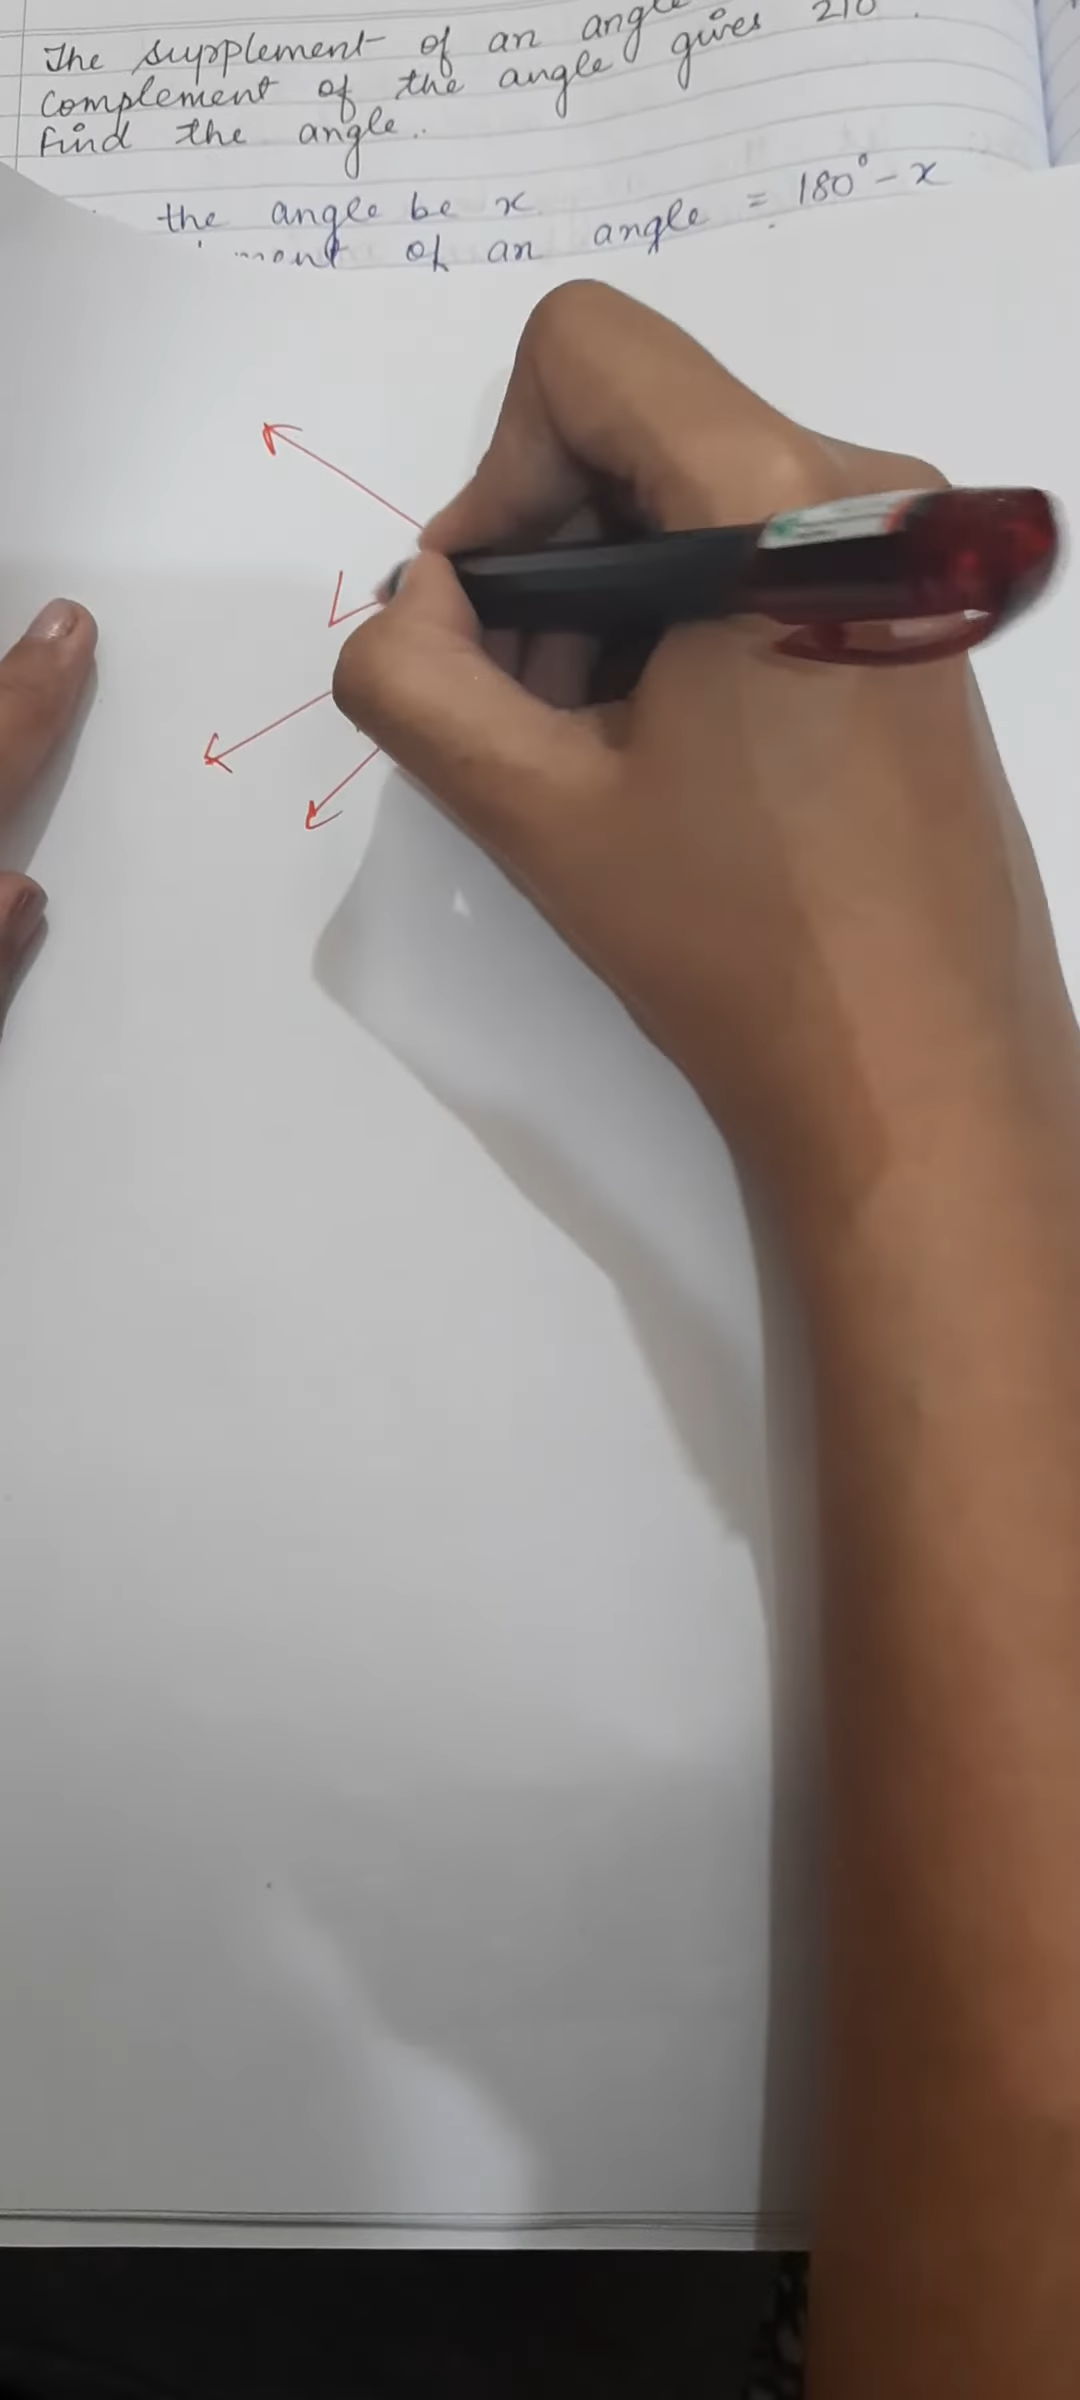 The supplement of an angle
complement of the angle gives 210°.
Find the angle..
the angle be x
of an angle = 180° - x